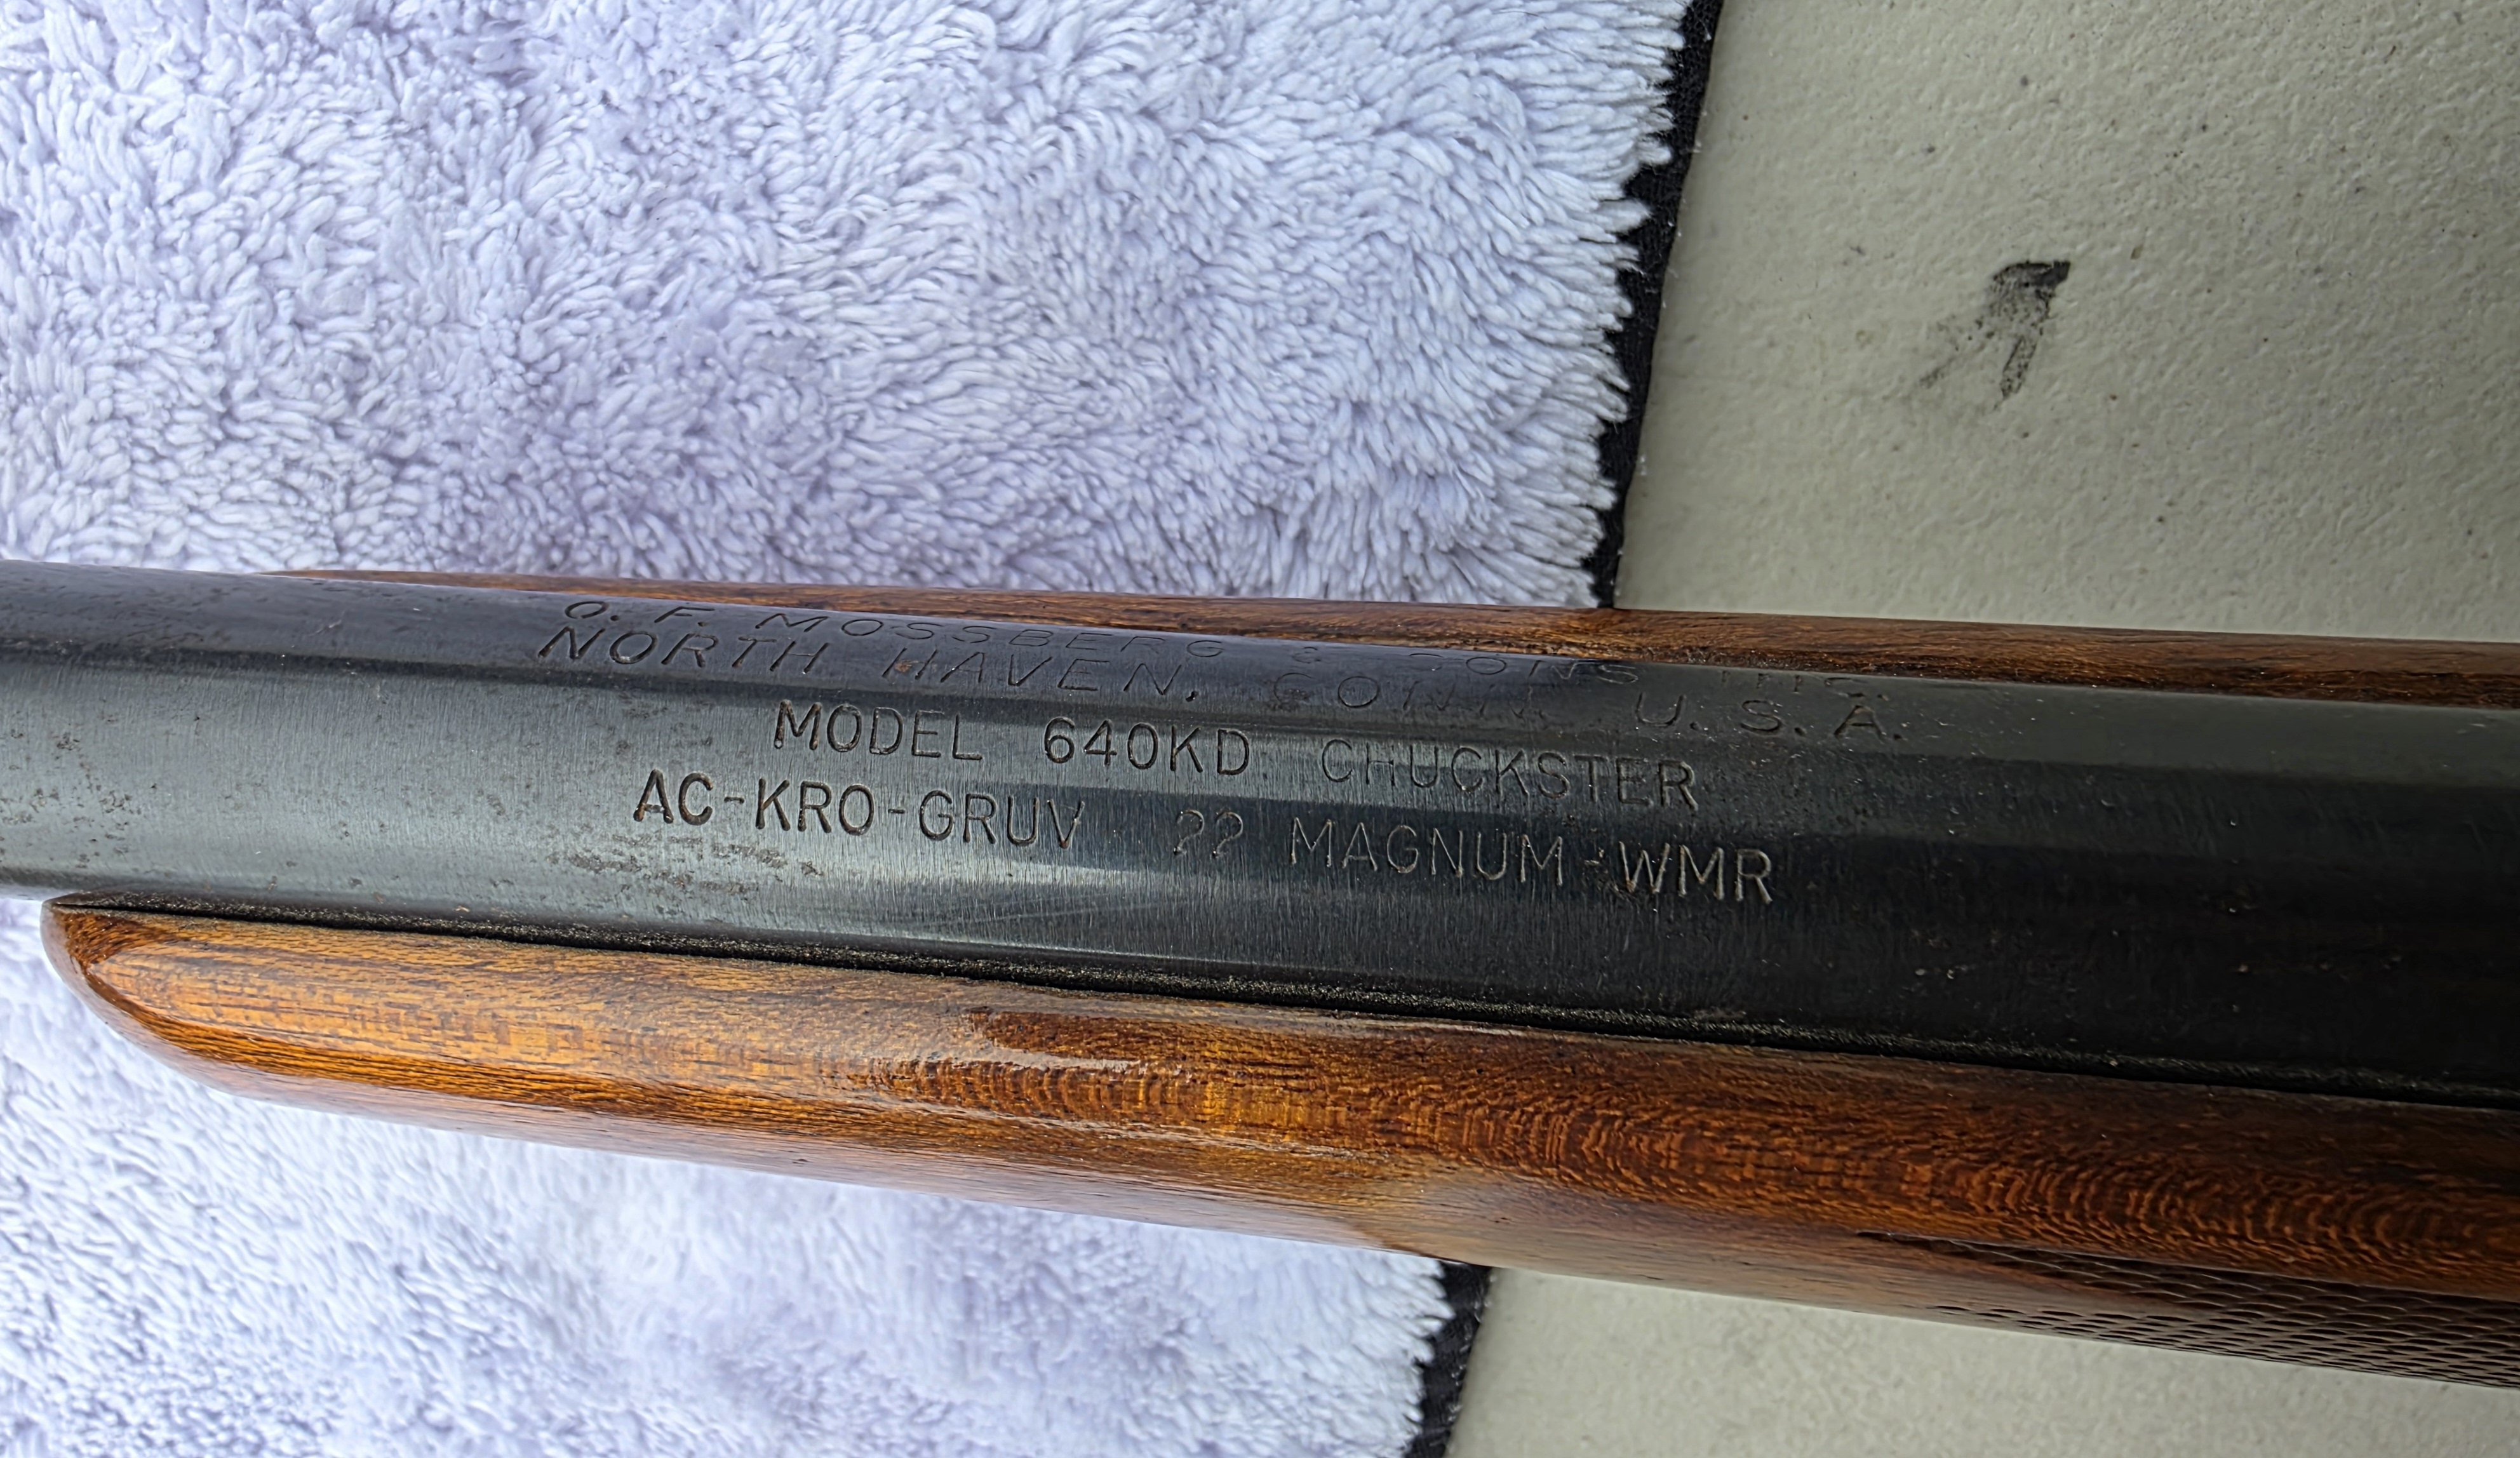 O. F. MOSSBERG & SONS INC.
NORTH HAVEN, CONN. U. S. A.
MODEL 640KD CHUCKSTER
AC-KRO-GRUV 22 MAGNUM-WMR